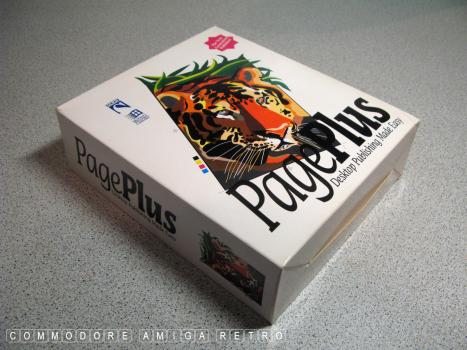 PagePlus
Desktop Publishing Made Easy
PagePlus
COMMODORE AMIGA RETRO